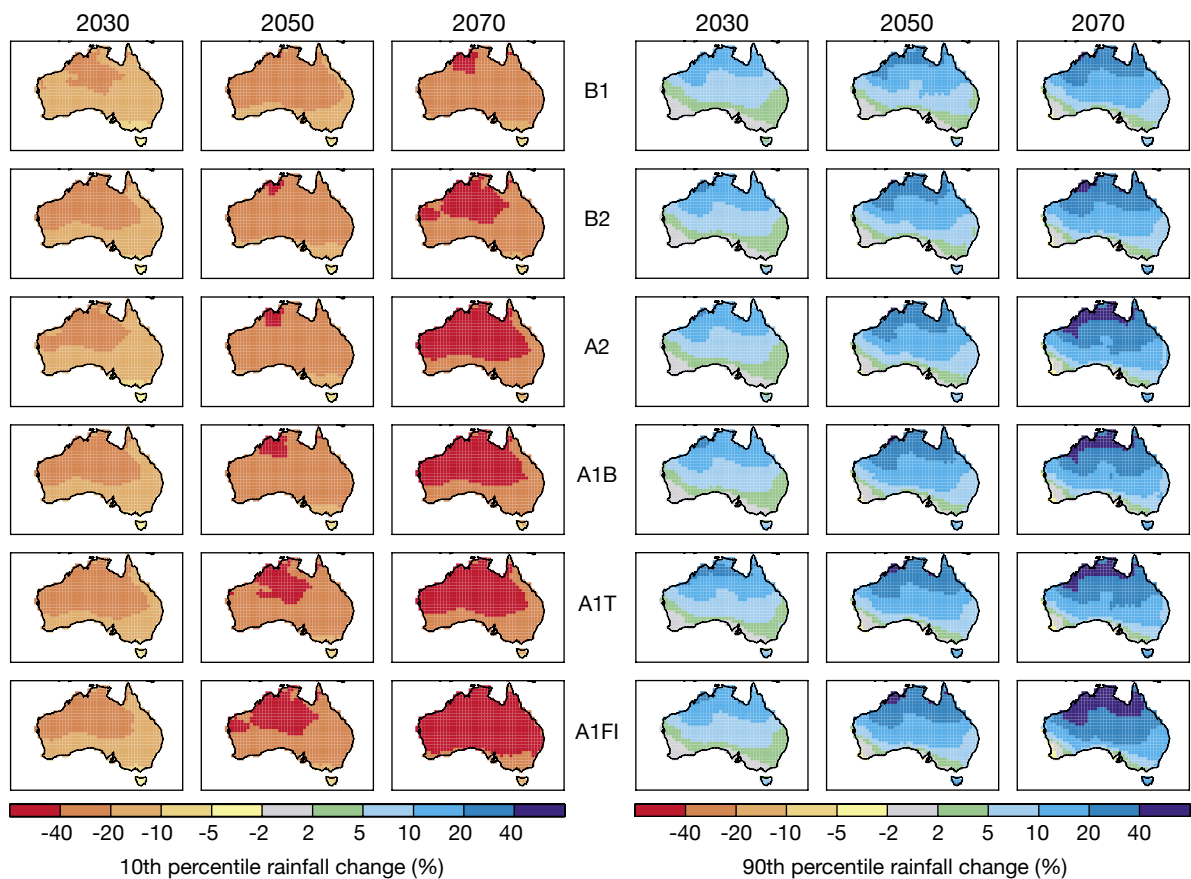 2030 2050 2070 2030 2050 2070
B1
B2
A2
A1B
A1T
A1FI
-40 -20 -10 -5 -2 2 5 10 20 40 -40 -20 -10 -5 -2 2 5 10 20 40
10th percentile rainfall change (%) 90th percentile rainfall change (%)